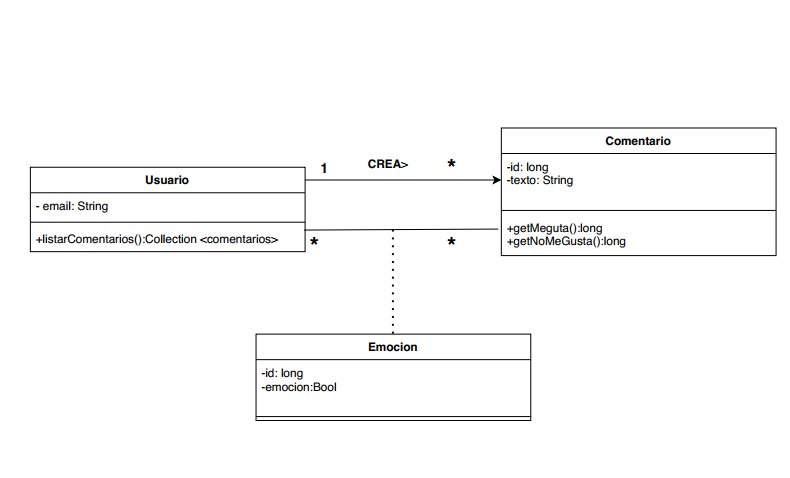 Comentario
-id: long
-texto: String
+getMeguta():long
+getNoMeGusta():long
1
CREA>
*
Usuario
- email: String
+listarComentarios():Collection <comentarios>
*
*
Emocion
-id: long
-emocion:Bool